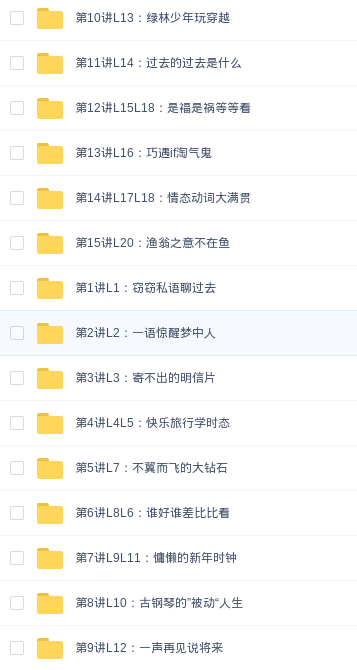 第10讲L13：绿林少年玩穿越
第11讲L14：过去的过去是什么
第12讲L15L18：是福是祸等等看
第13讲L16：巧遇if淘气鬼
第14讲L17L18：情态动词大满贯
第15讲L20：渔翁之意不在鱼
第1讲L1：窃窃私语聊过去
第2讲L2：一语惊醒梦中人
第3讲L3：寄不出的明信片
第4讲L4L5：快乐旅行学时态
第5讲L7：不翼而飞的大钻石
第6讲L8L6：谁好谁差比比看
第7讲L9L11：慵懒的新年时钟
第8讲L10：古钢琴的”被动“人生
第9讲L12：一声再见说将来